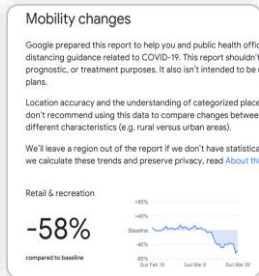 Mobility changes
Google prepared this report to help you and public health offic
distancing guidance related to COVID-19. This report shouldn't
prognostic, or treatment purposes. It also isn't intended to be
plans.
Location accuracy and the understanding of categorized place
don't recommend using this data to compare changes betwee
different characteristics (e.g. rural versus urban areas).
We'll leave a region out of the report if we don't have statistica
we calculate these trends and preserve privacy, read About thi
Retail & recreation
-58%
compared to baseline
+80%
+40%
Baseline
-40%
-80%
Sun Feb 16 Sun Mar 8 Sun Mar 29